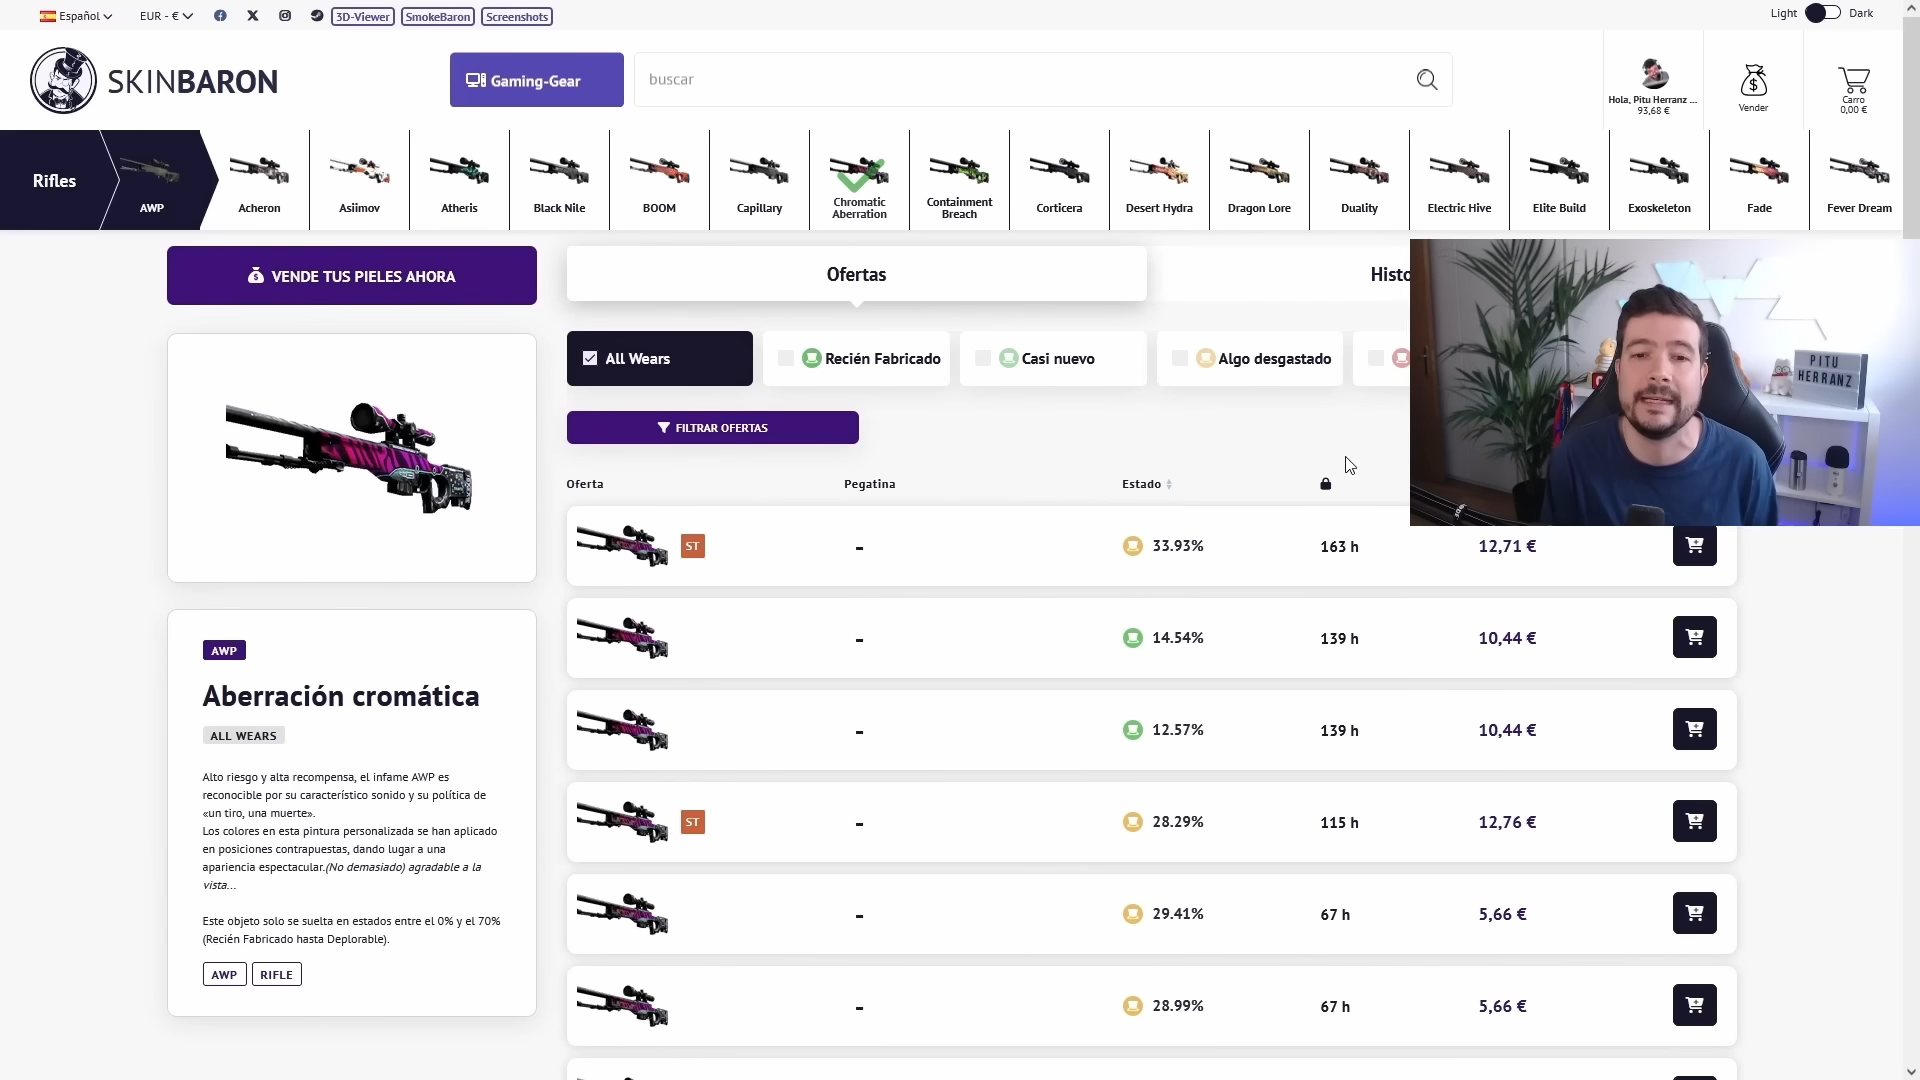 Español
EUR - €
3D-Viewer
SmokeBaron
Screenshots
Light
Dark
SKINBARON
Gaming-Gear
buscar
Hola, Pitu Herranz ...
93,68 €
Vender
Carro
0,00 €
Rifles
AWP
Acheron
Asiimov
Atheris
Black Nile
BOOM
Capillary
Chromatic
Aberration
Containment
Breach
Corticera
Desert Hydra
Dragon Lore
Duality
Electric Hive
Elite Build
Exoskeleton
Fade
Fever Dream
VENDE TUS PIELES AHORA
Ofertas
Histo
All Wears
Recién Fabricado
Casi nuevo
Algo desgastado
FILTRAR OFERTAS
PITU
HERRANZ
Oferta
Pegatina
Estado
ST
-
33.93%
163 h
12,71 €
-
14.54%
139 h
10,44 €
-
12.57%
139 h
10,44 €
ST
-
28.29%
115 h
12,76 €
-
29.41%
67 h
5,66 €
-
28.99%
67 h
5,66 €
AWP
Aberración cromática
ALL WEARS
Alto riesgo y alta recompensa, el infame AWP es
reconocible por su característico sonido y su política de
«un tiro, una muerte».
Los colores en esta pintura personalizada se han aplicado
en posiciones contrapuestas, dando lugar a una
apariencia espectacular.(No demasiado) agradable a la
vista...
Este objeto solo se suelta en estados entre el 0% y el 70%
(Recién Fabricado hasta Deplorable).
AWP
RIFLE